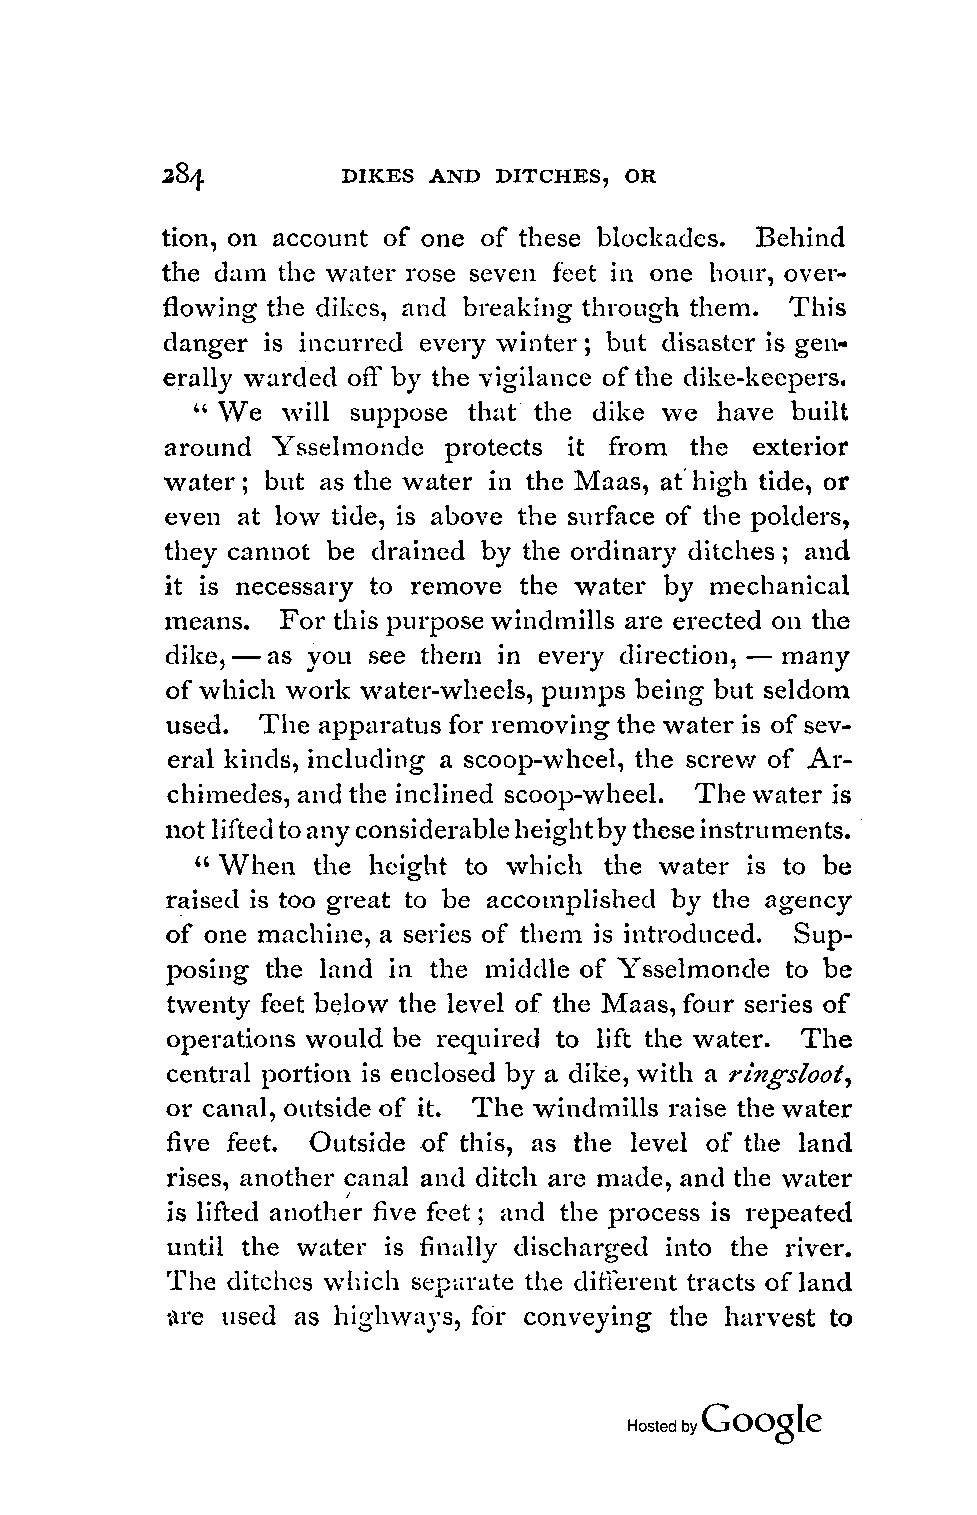 284 DIKES AND DITCHES, OR
tion, on account of one of these blockades. Behind
the dam the water rose seven feet in one hour, over-
flowing the dikes, and breaking through them. This
danger is incurred every winter; but disaster is gen-
erally warded off by the vigilance of the dike-keepers.
“We will suppose that the dike we have built
around Ysselmonde protects it from the exterior
water; but as the water in the Maas, at high tide, or
even at low tide, is above the surface of the polders,
they cannot be drained by the ordinary ditches; and
it is necessary to remove the water by mechanical
means. For this purpose windmills are erected on the
dike, — as you see them in every direction, — many
of which work water-wheels, pumps being but seldom
used. The apparatus for removing the water is of sev-
eral kinds, including a scoop-wheel, the screw of Ar-
chimedes, and the inclined scoop-wheel. The water is
not lifted to any considerable height by these instruments.
“When the height to which the water is to be
raised is too great to be accomplished by the agency
of one machine, a series of them is introduced. Sup-
posing the land in the middle of Ysselmonde to be
twenty feet below the level of the Maas, four series of
operations would be required to lift the water. The
central portion is enclosed by a dike, with a ringsloot,
or canal, outside of it. The windmills raise the water
five feet. Outside of this, as the level of the land
rises, another canal and ditch are made, and the water
is lifted another five feet; and the process is repeated
until the water is finally discharged into the river.
The ditches which separate the different tracts of land
are used as highways, for conveying the harvest to
Hosted by Google